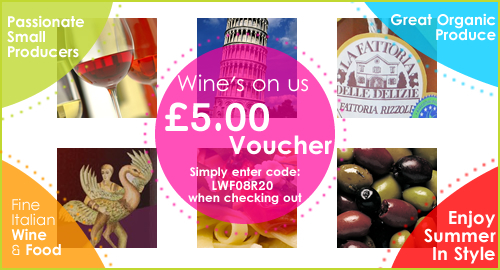 Passionate
Small
Producers
Great Organic
Produce
Wine's on us
£5.00
Voucher
Simply enter code:
LWF08R20
when checking out
LA FATTORIA
DELLE DELIZIE
FATTORIA RIZZOLI
Fine
Italian
Wine
& Food
Enjoy
Summer
In Style